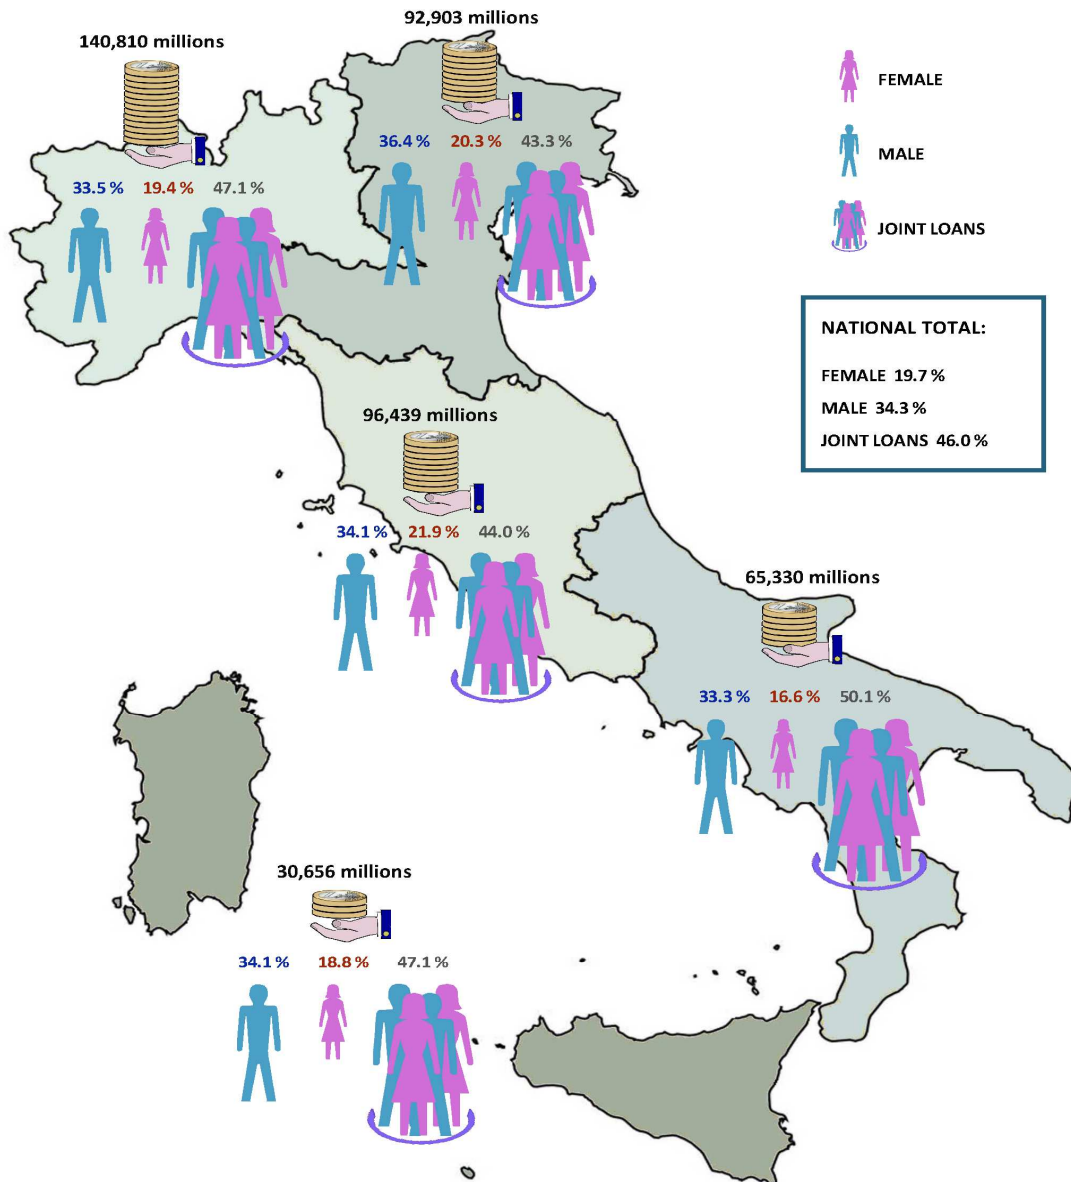 92,903 millions
140,810 millions
FEMALE
36.4 % 20.3 % 43.3 %
MALE
33.5 % 19.4 % 47.1 %
JOINT LOANS
NATIONAL TOTAL:
FEMALE 19.7 %
MALE 34.3 %
JOINT LOANS 46.0 %
96,439 millions
34.1 % 21.9 % 44.0 %
65,330 millions
33.3 % 16.6 % 50.1 %
30,656 millions
34.1 % 18.8 % 47.1 %